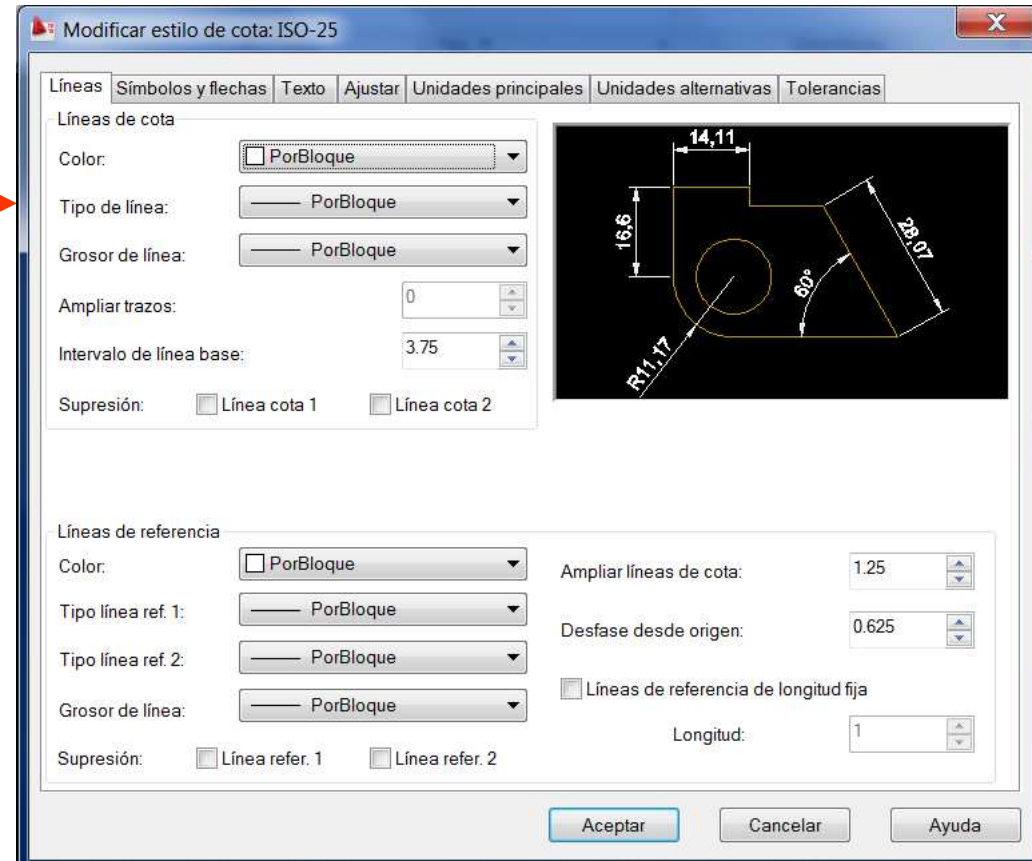 Modificar estilo de cota: ISO-25
Líneas Símbolos y flechas Texto Ajustar Unidades principales Unidades alternativas Tolerancias
Líneas de cota
Color: PorBloque
Tipo de línea: PorBloque
Grosor de línea: PorBloque
Ampliar trazos: 0
Intervalo de línea base: 3.75
Supresión: Línea cota 1 Línea cota 2
14,11
16,6
28,07
60°
R11,17
Líneas de referencia
Color: PorBloque
Tipo línea ref. 1: PorBloque
Tipo línea ref. 2: PorBloque
Grosor de línea: PorBloque
Supresión: Línea refer. 1 Línea refer. 2
Ampliar líneas de cota: 1.25
Desfase desde origen: 0.625
Líneas de referencia de longitud fija
Longitud: 1
Aceptar Cancelar Ayuda